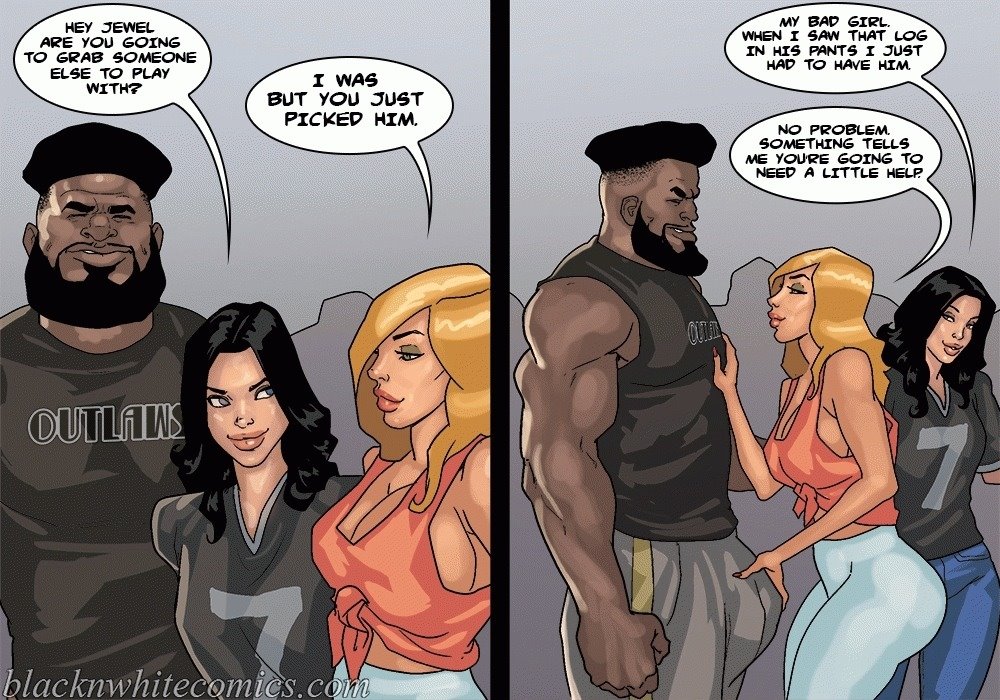 HEY JEWEL
ARE YOU GOING
TO GRAB SOMEONE
ELSE TO PLAY
WITH?
I WAS
BUT YOU JUST
PICKED HIM.
OUTLAWS
7
blacknwhitecomics.com
MY BAD GIRL.
WHEN I SAW THAT LOG
IN HIS PANTS I JUST
HAD TO HAVE HIM.
NO PROBLEM.
SOMETHING TELLS
ME YOU'RE GOING TO
NEED A LITTLE HELP.
OUTLAWS
7